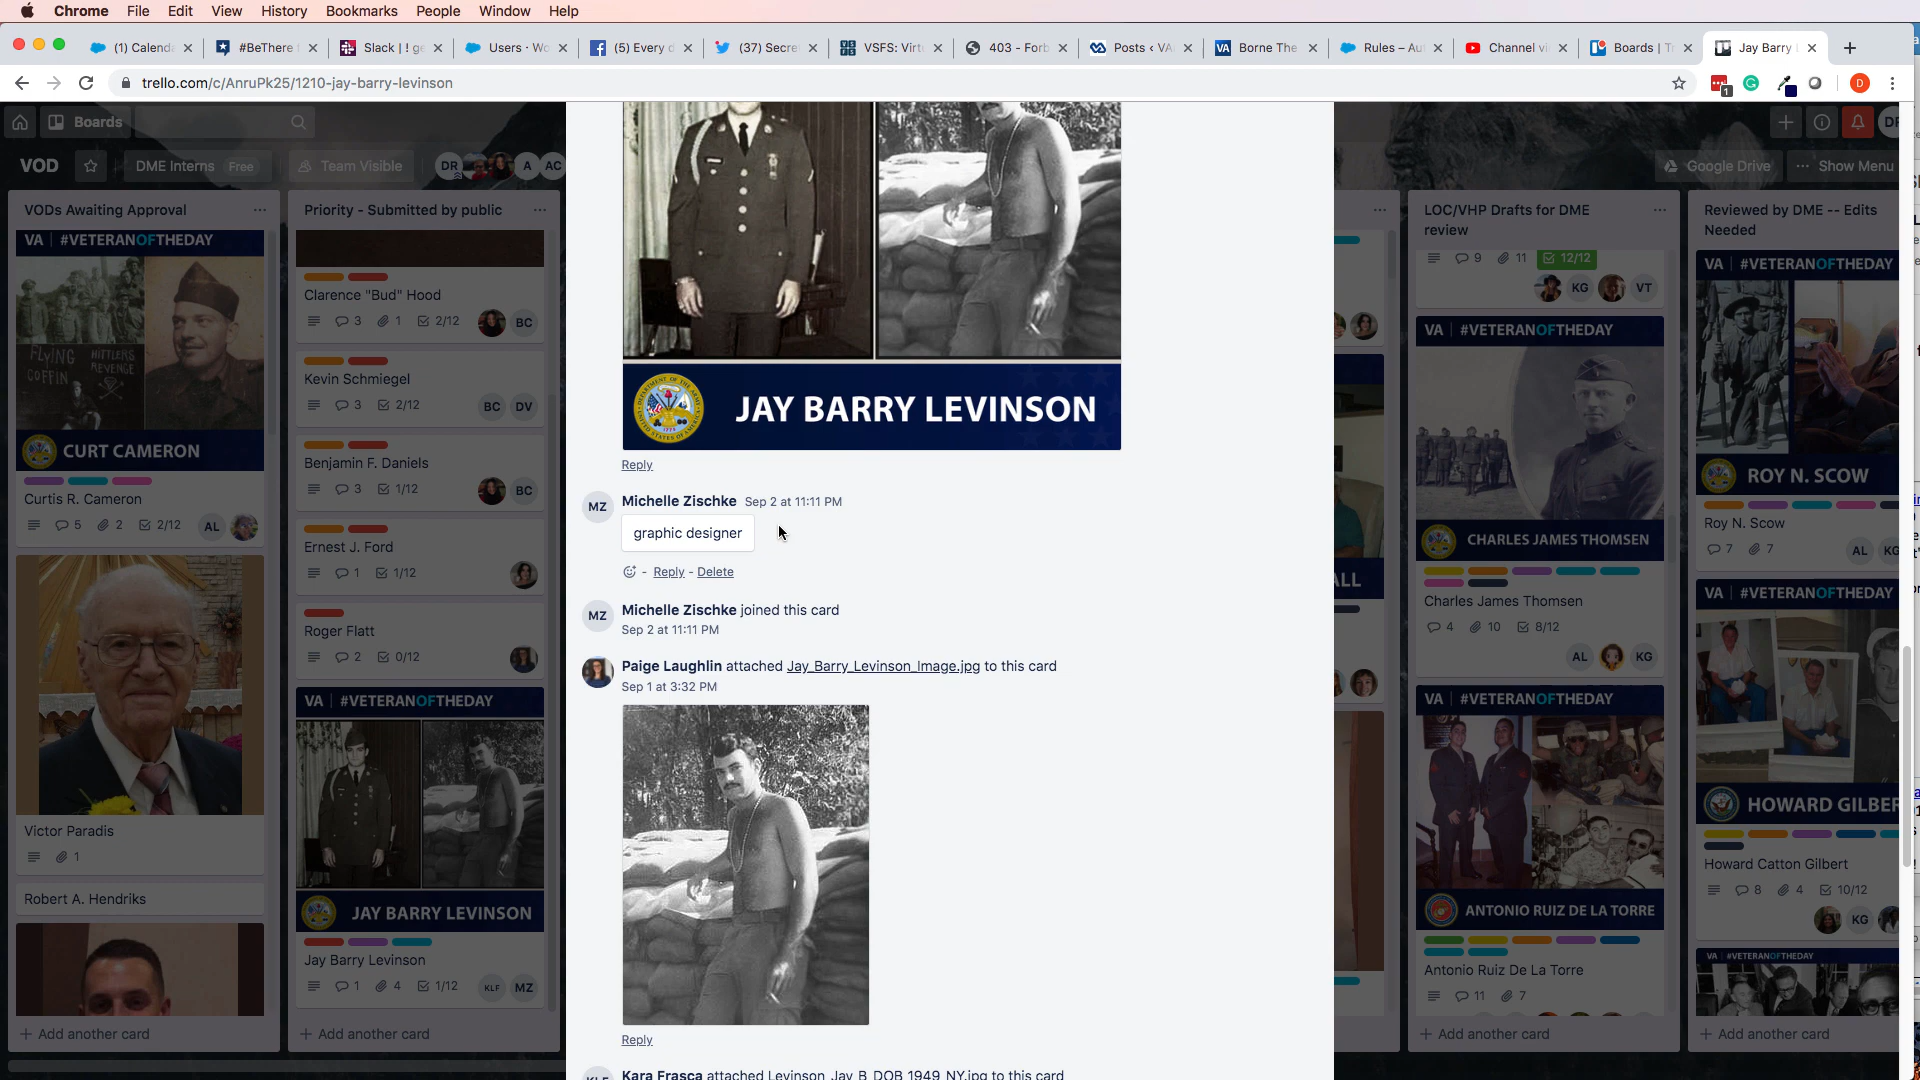 Chrome File Edit View History Bookmarks People Window Help
(1) Calend
#BeThere
Slack | !
Users · Wo
(5) Every d
(37) Secre
VSFS: Virt
403 - Forb
Posts ‹ VA
Borne The
Rules – Au
Channel vi
Boards | T
Jay Barry
trello.com/c/AnruPk25/1210-jay-barry-levinson
1
D
Boards
VOD
DME Interns Free
Team Visible
DR
A
AC
Google Drive
Show Menu
VODs Awaiting Approval
VA | #VETERANOFTHEDAY
FLYING COFFIN
HITTLERS REVENGE
CURT CAMERON
Curtis R. Cameron
5 2 2/12 AL
Victor Paradis
1
Robert A. Hendriks
+ Add another card
Priority - Submitted by public
Clarence "Bud" Hood
3 1 2/12 BC
Kevin Schmiegel
3 2/12 BC DV
Benjamin F. Daniels
3 1/12 BC
Ernest J. Ford
1 1/12
Roger Flatt
2 0/12
VA | #VETERANOFTHEDAY
JAY BARRY LEVINSON
Jay Barry Levinson
1 4 1/12 KLF MZ
+ Add another card
JAY BARRY LEVINSON
Reply
MZ Michelle Zischke Sep 2 at 11:11 PM
graphic designer
- Reply - Delete
MZ Michelle Zischke joined this card
Sep 2 at 11:11 PM
Paige Laughlin attached Jay_Barry_Levinson_Image.jpg to this card
Sep 1 at 3:32 PM
Reply
KLF Kara Frasca attached Levinson_Jay_B_DOB_1949_NY.jpg to this card
LOC/VHP Drafts for DME
review
9 11 12/12
KG VT
VA | #VETERANOFTHEDAY
CHARLES JAMES THOMSEN
Charles James Thomsen
4 10 8/12
AL KG
VA | #VETERANOFTHEDAY
ANTONIO RUIZ DE LA TORRE
Antonio Ruiz De La Torre
11 7
+ Add another card
Reviewed by DME -- Edits
Needed
VA | #VETERANOFTHEDAY
ROY N. SCOW
Roy N. Scow
7 7 AL KG
VA | #VETERANOFTHEDAY
HOWARD GILBER
Howard Catton Gilbert
8 4 10/12
KG
VA | #VETERANOFTHEDAY
+ Add another card